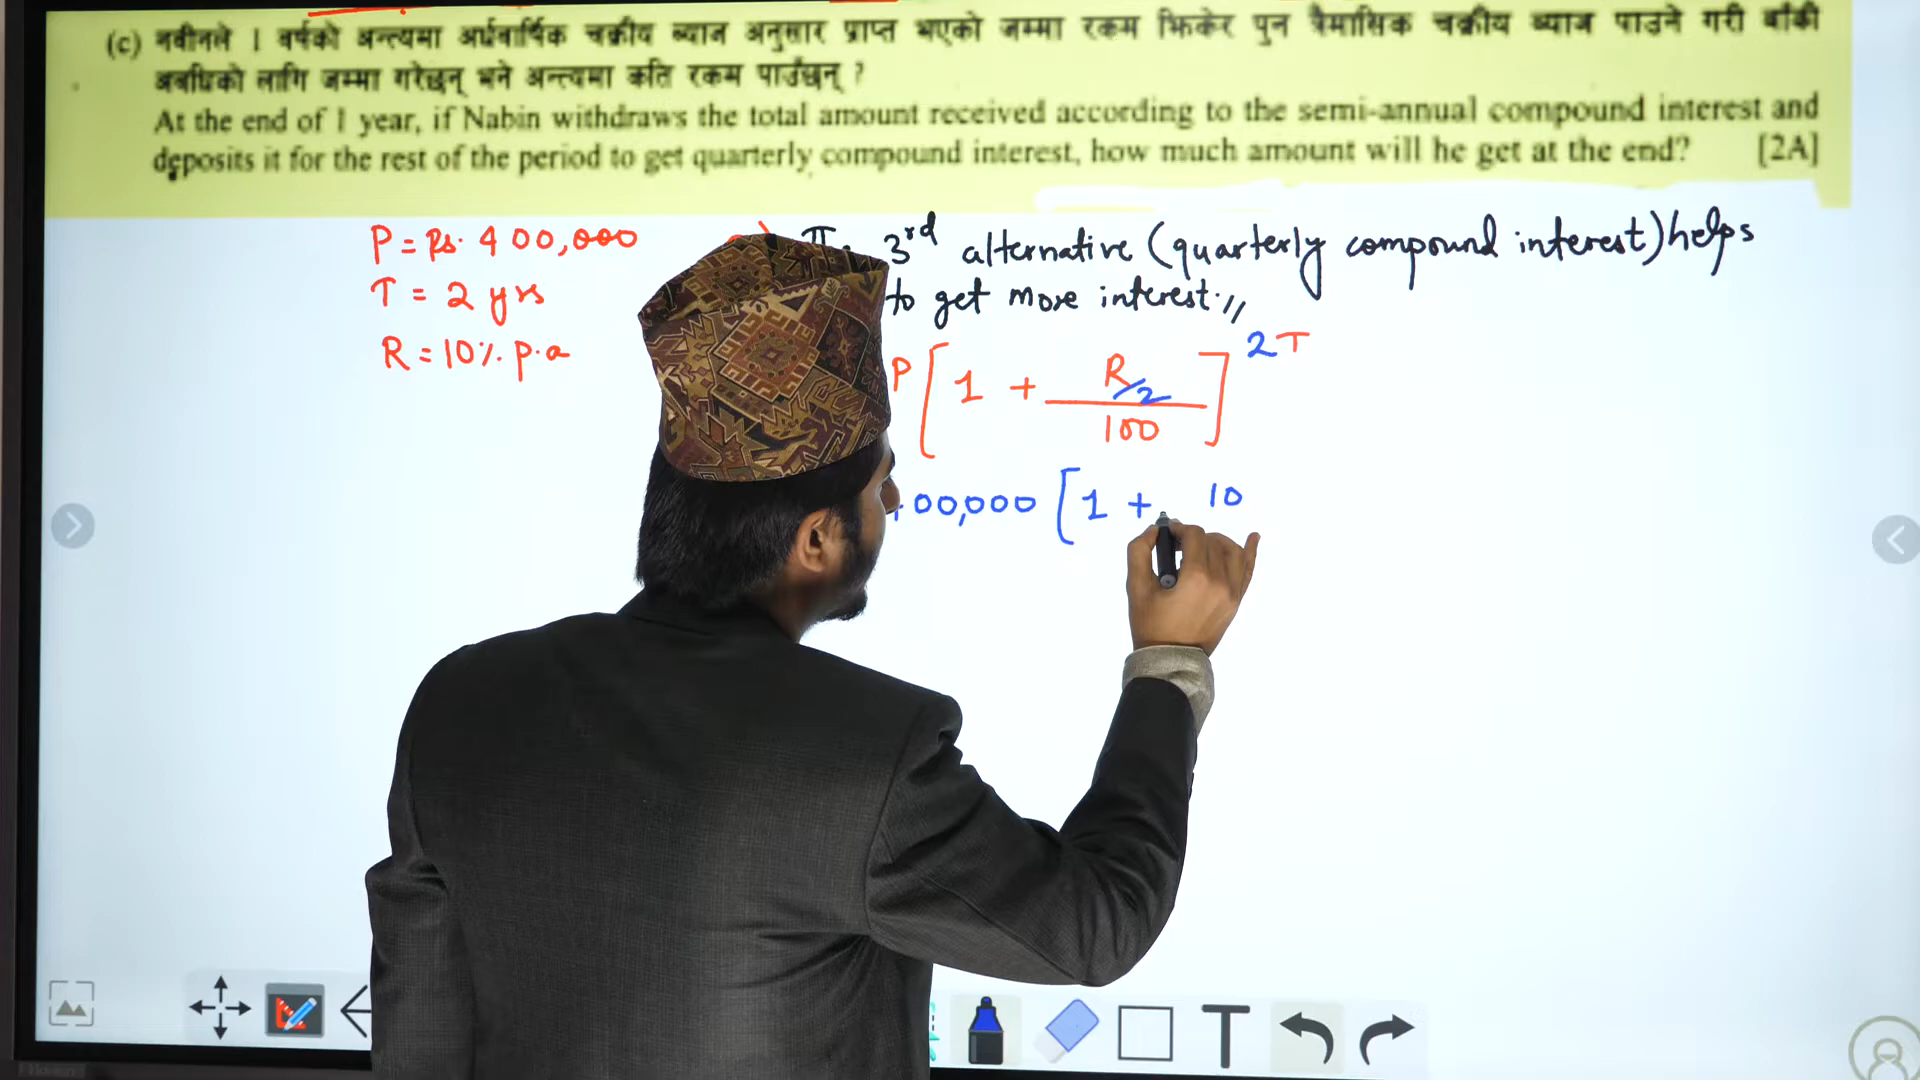 (c) नबीनले 1 वर्षको अन्त्यमा अर्धवार्षिक चक्रीय ब्याज अनुसार प्राप्त भएको जम्मा रकम झिकेर पुन त्रैमासिक चक्रीय ब्याज पाउने गरी बाँकी
अवधिको लागि जम्मा गरेछन् भने अन्त्यमा कति रकम पाउँछन् ?
At the end of 1 year, if Nabin withdraws the total amount received according to the semi-annual compound interest and
deposits it for the rest of the period to get quarterly compound interest, how much amount will he get at the end? [2A]
P = Rs. 400,000
T = 2 yrs
R = 10% p.a
3rd alternative (quarterly compound interest) helps
to get more interest.//
P [ 1 + R/2 / 100 ] 2T
00,000 [ 1 + 10
T